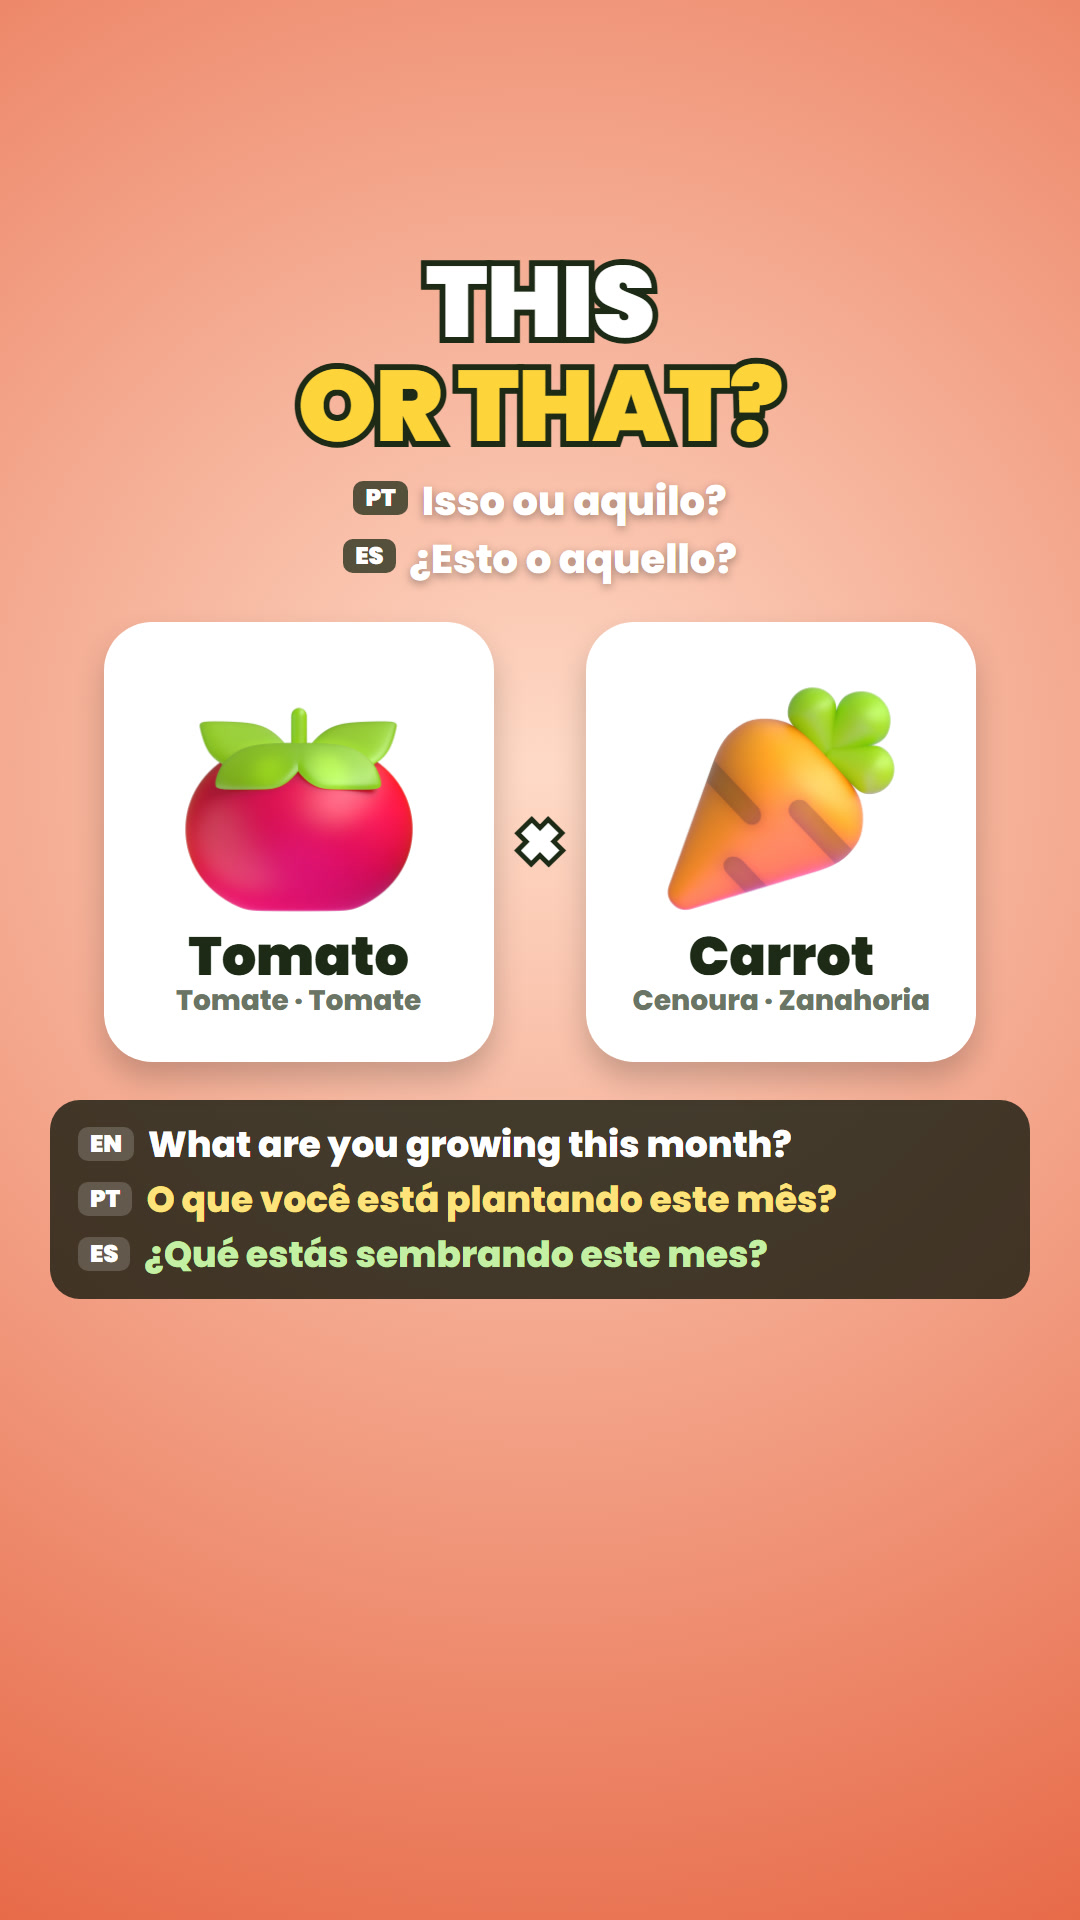 THIS
OR THAT?
PT Isso ou aquilo?
ES ¿Esto o aquello?
Tomato
Tomate · Tomate
Carrot
Cenoura · Zanahoria
EN What are you growing this month?
PT O que você está plantando este mês?
ES ¿Qué estás sembrando este mes?